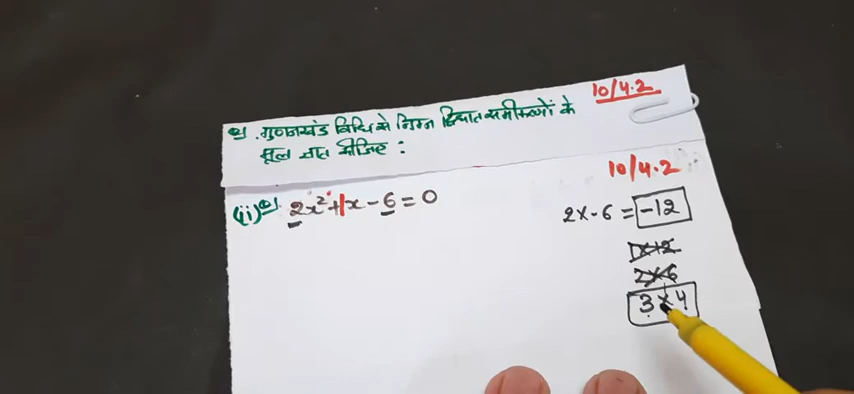 10/4.2
प्र. गुणनखंड विधि से निम्न द्विघात समीकरणों के
मूल ज्ञात कीजिए :
10/4.2
(ii) प्र. 2x²+1x-6=0
2x-6 = -12
1x12
2x6
3x4